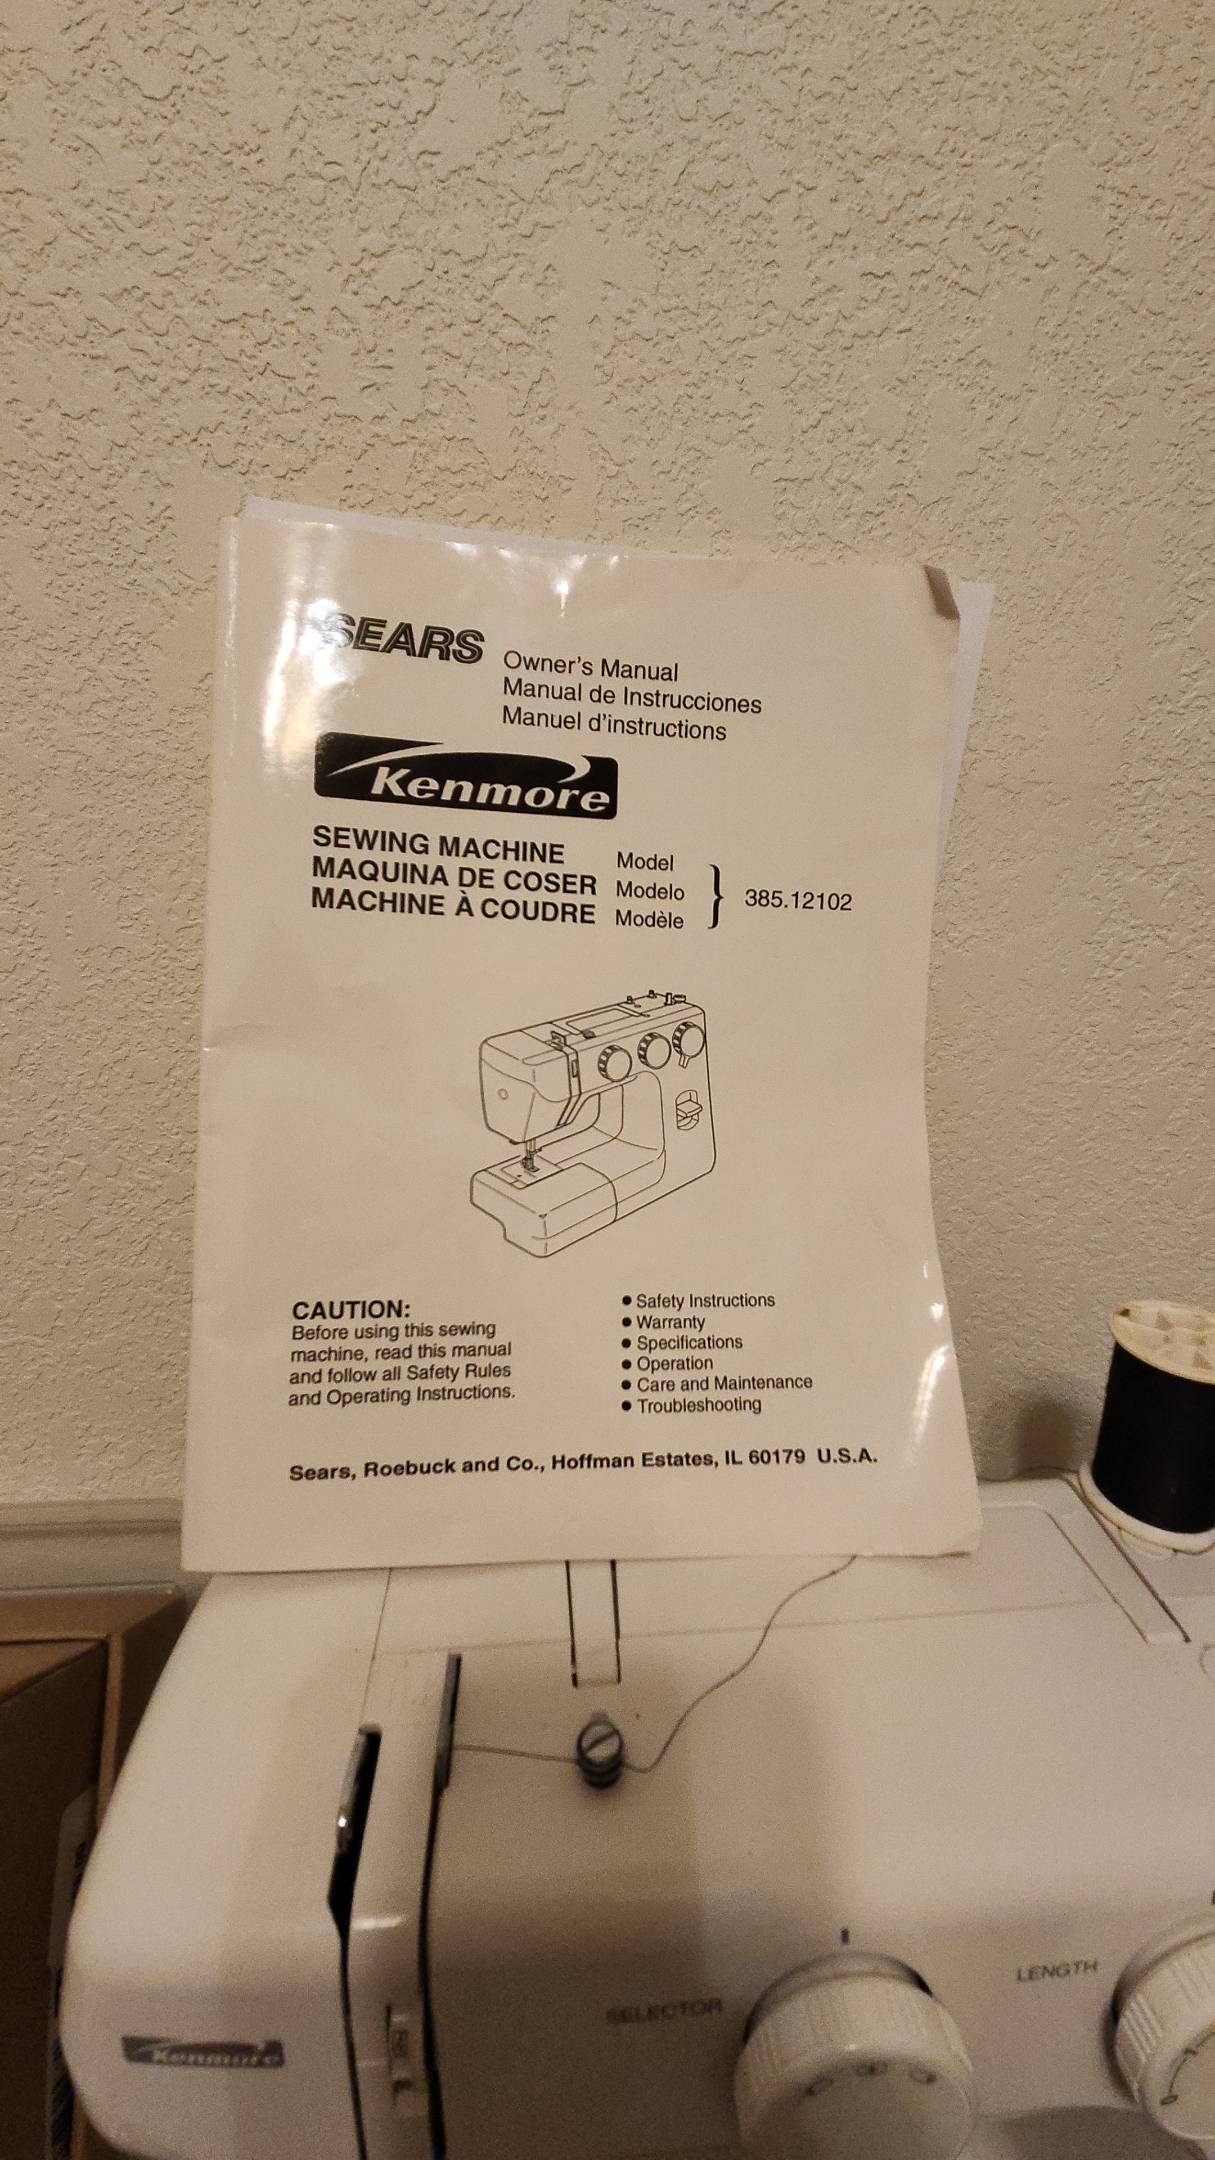 SEARS
Owner's Manual
Manual de Instrucciones
Manuel d'instructions
Kenmore
SEWING MACHINE Model
MAQUINA DE COSER Modelo } 385.12102
MACHINE À COUDRE Modèle
CAUTION:
Before using this sewing
machine, read this manual
and follow all Safety Rules
and Operating Instructions.
● Safety Instructions
● Warranty
● Specifications
● Operation
● Care and Maintenance
● Troubleshooting
Sears, Roebuck and Co., Hoffman Estates, IL 60179 U.S.A.
LENGTH
SELECTOR
Kenmore